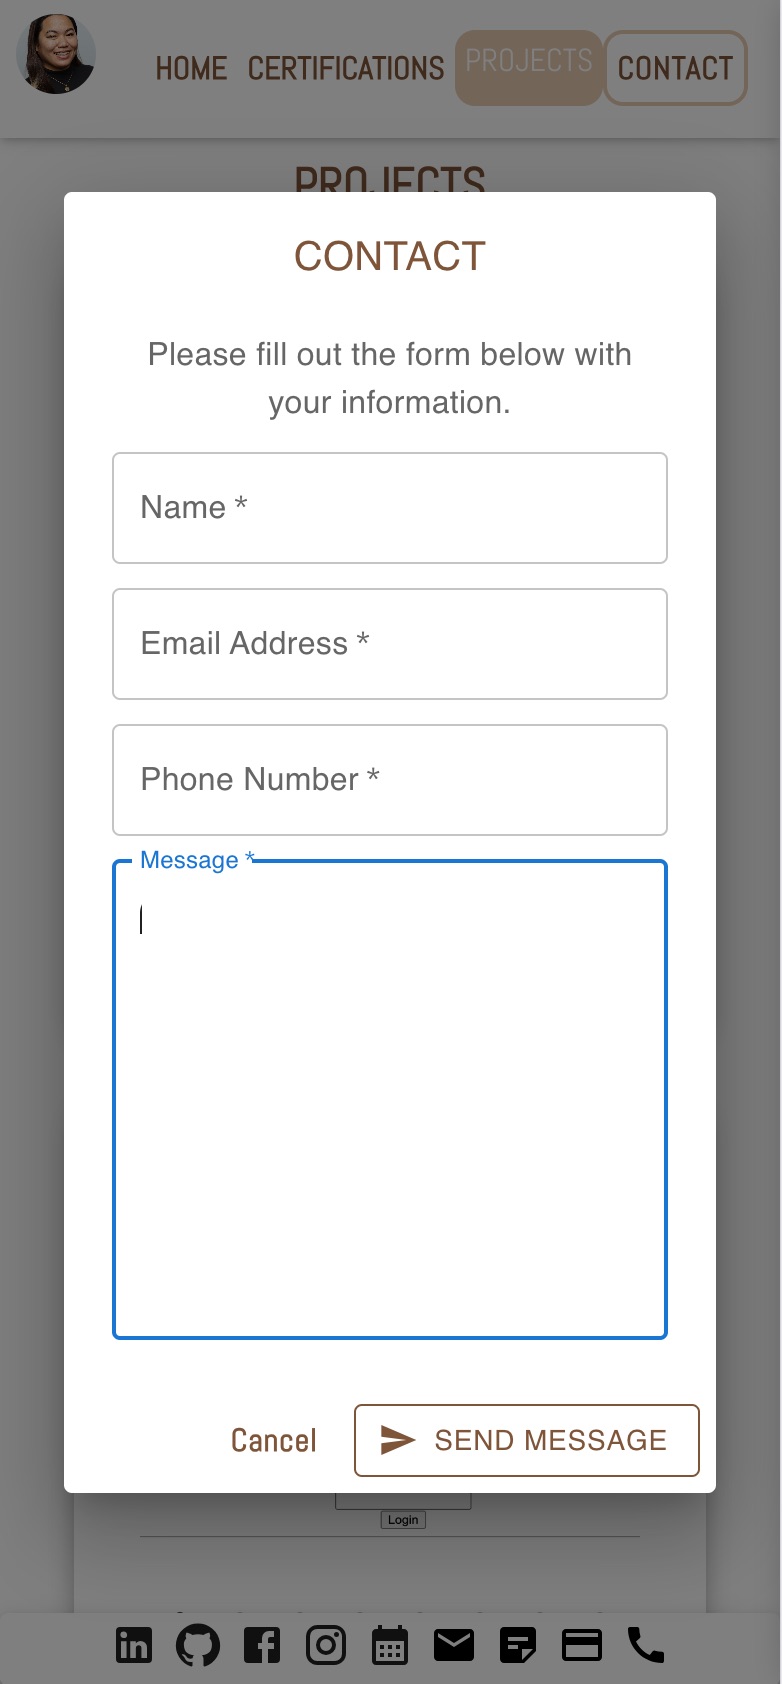 HOME CERTIFICATIONS PROJECTS CONTACT
PROJECTS
CONTACT
Please fill out the form below with
your information.
Name *
Email Address *
Phone Number *
Message *
Cancel SEND MESSAGE
Login